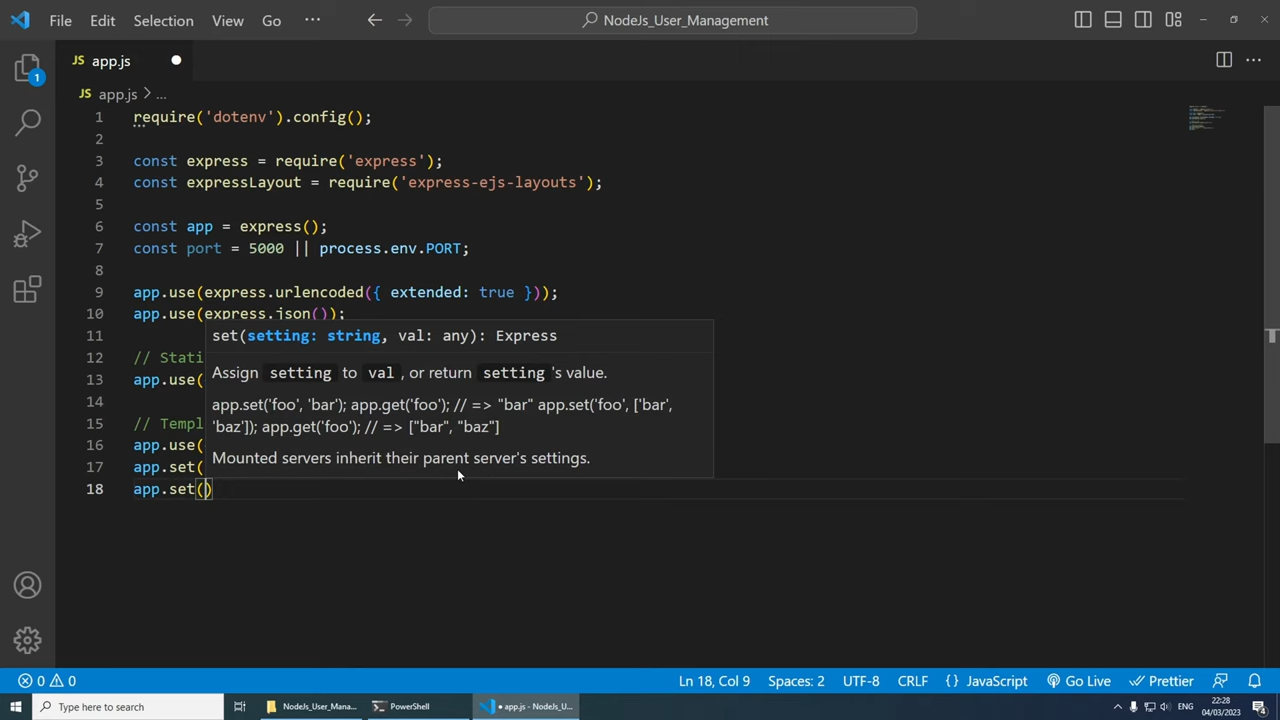 File Edit Selection View Go ··· NodeJs_User_Management
JS app.js
1
JS app.js > ...
1 require('dotenv').config();
2
3 const express = require('express');
4 const expressLayout = require('express-ejs-layouts');
5
6 const app = express();
7 const port = 5000 || process.env.PORT;
8
9 app.use(express.urlencoded({ extended: true }));
10 app.use(express.json());
11
set(setting: string, val: any): Express
12 // Stati
Assign setting to val, or return setting's value.
13 app.use(
14
app.set('foo', 'bar'); app.get('foo'); // => "bar" app.set('foo', ['bar',
15 // Templ
'baz']); app.get('foo'); // => ["bar", "baz"]
16 app.use(
Mounted servers inherit their parent server's settings.
17 app.set(
18 app.set()
0 0 Ln 18, Col 9 Spaces: 2 UTF-8 CRLF {} JavaScript Go Live Prettier
Type here to search NodeJs_User_Mana... PowerShell ● app.js - NodeJs_U... ENG 22:28 4
04/03/2023